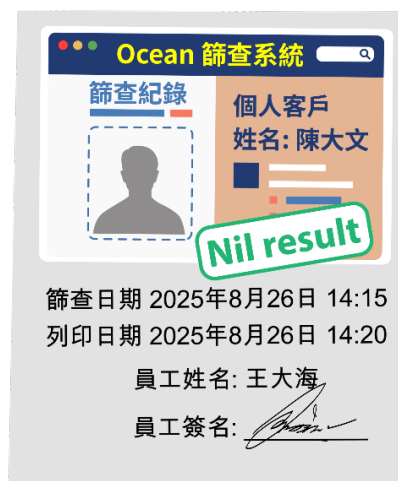 Ocean 篩查系統
篩查紀錄
個人客戶
姓名: 陳大文
Nil result
篩查日期 2025年8月26日 14:15
列印日期 2025年8月26日 14:20
員工姓名: 王大海
員工簽名: